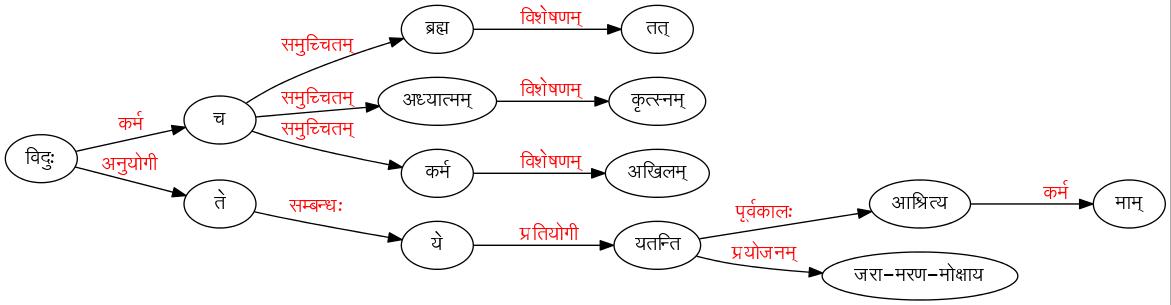 ब्रह्म विशेषणम् तत्
समुच्चितम्
अध्यात्मम् विशेषणम् कृत्स्नम्
समुच्चितम्
च
समुच्चितम्
कर्म
विदुः
अनुयोगी
कर्म विशेषणम् अखिलम्
ते
सम्बन्धः
ये प्रतियोगी यतन्ति
पूर्वकालः
आश्रित्य कर्म माम्
प्रयोजनम्
जरा-मरण-मोक्षाय